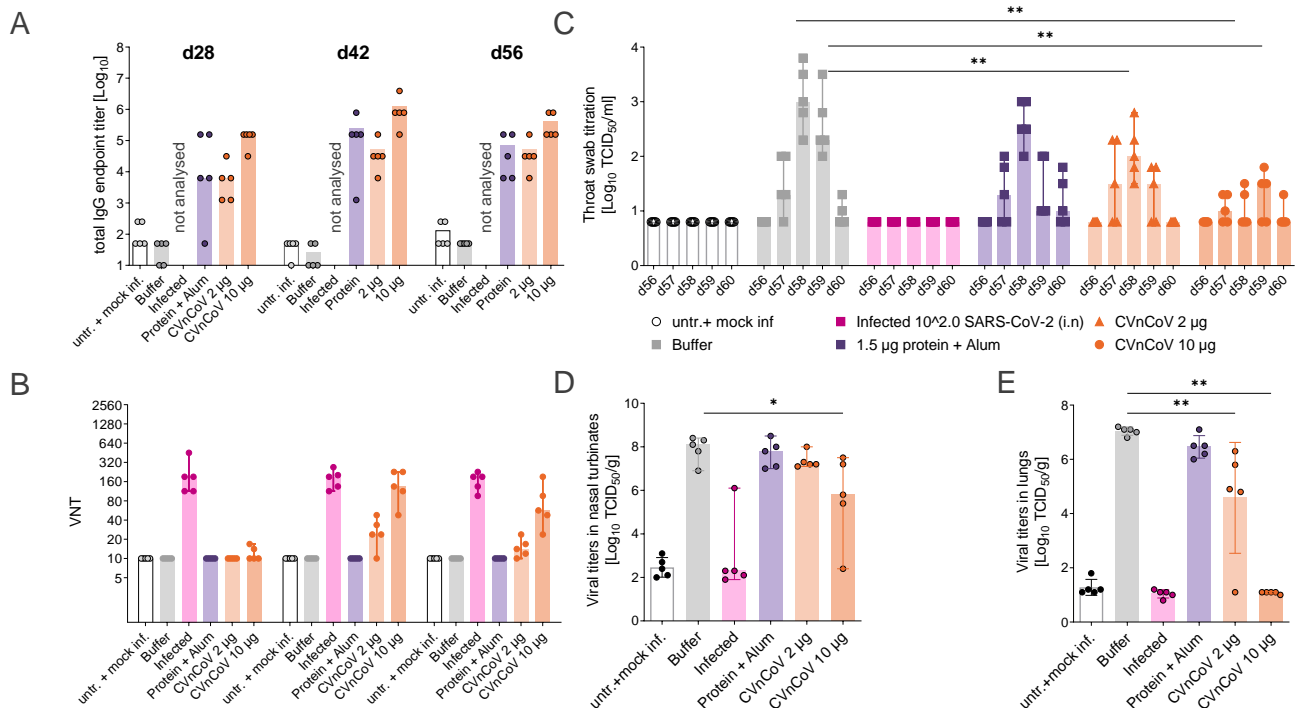 A
d28
d42
d56
total IgG endpoint titer [Log10]
8
7
6
5
4
3
2
1
not analysed
not analysed
not analysed
untr. + mock inf.
Buffer
Infected
Protein + Alum
CVnCoV 2 µg
CVnCoV 10 µg
untr. inf.
Buffer
Infected
Protein
2 µg
10 µg
untr. inf.
Buffer
Infected
Protein
2 µg
10 µg
C
**
**
**
Throat swab titration
[Log10 TCID50/ml]
4
3
2
1
0
d56
d57
d58
d59
d60
d56
d57
d58
d59
d60
d56
d57
d58
d59
d60
d56
d57
d58
d59
d60
d56
d57
d58
d59
d60
d56
d57
d58
d59
d60
untr.+ mock inf
Infected 10^2.0 SARS-CoV-2 (i.n)
CVnCoV 2 µg
Buffer
1.5 µg protein + Alum
CVnCoV 10 µg
B
VNT
2560
1280
640
320
160
80
40
20
10
5
untr. + mock inf.
Buffer
Infected
Protein + Alum
CVnCoV 2 µg
CVnCoV 10 µg
untr. + mock inf.
Buffer
Infected
Protein + Alum
CVnCoV 2 µg
CVnCoV 10 µg
untr. + mock inf.
Buffer
Infected
Protein + Alum
CVnCoV 2 µg
CVnCoV 10 µg
D
*
Viral titers in nasal turbinates
[Log10 TCID50/g]
10
8
6
4
2
0
untr.+mock inf.
Buffer
Infected
Protein + Alum
CVnCoV 2 µg
CVnCoV 10 µg
E
**
**
Viral titers in lungs
[Log10 TCID50/g]
8
6
4
2
0
untr.+mock inf.
Buffer
Infected
Protein + Alum
CVnCoV 2 µg
CVnCoV 10 µg